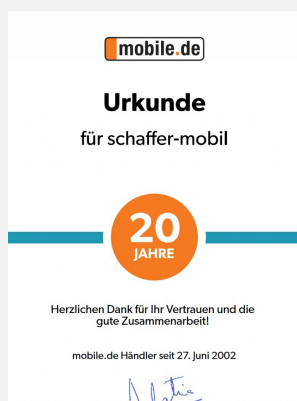 mobile.de
Urkunde
für schaffer-mobil
20
JAHRE
Herzlichen Dank für Ihr Vertrauen und die
gute Zusammenarbeit!
mobile.de Händler seit 27. Juni 2002